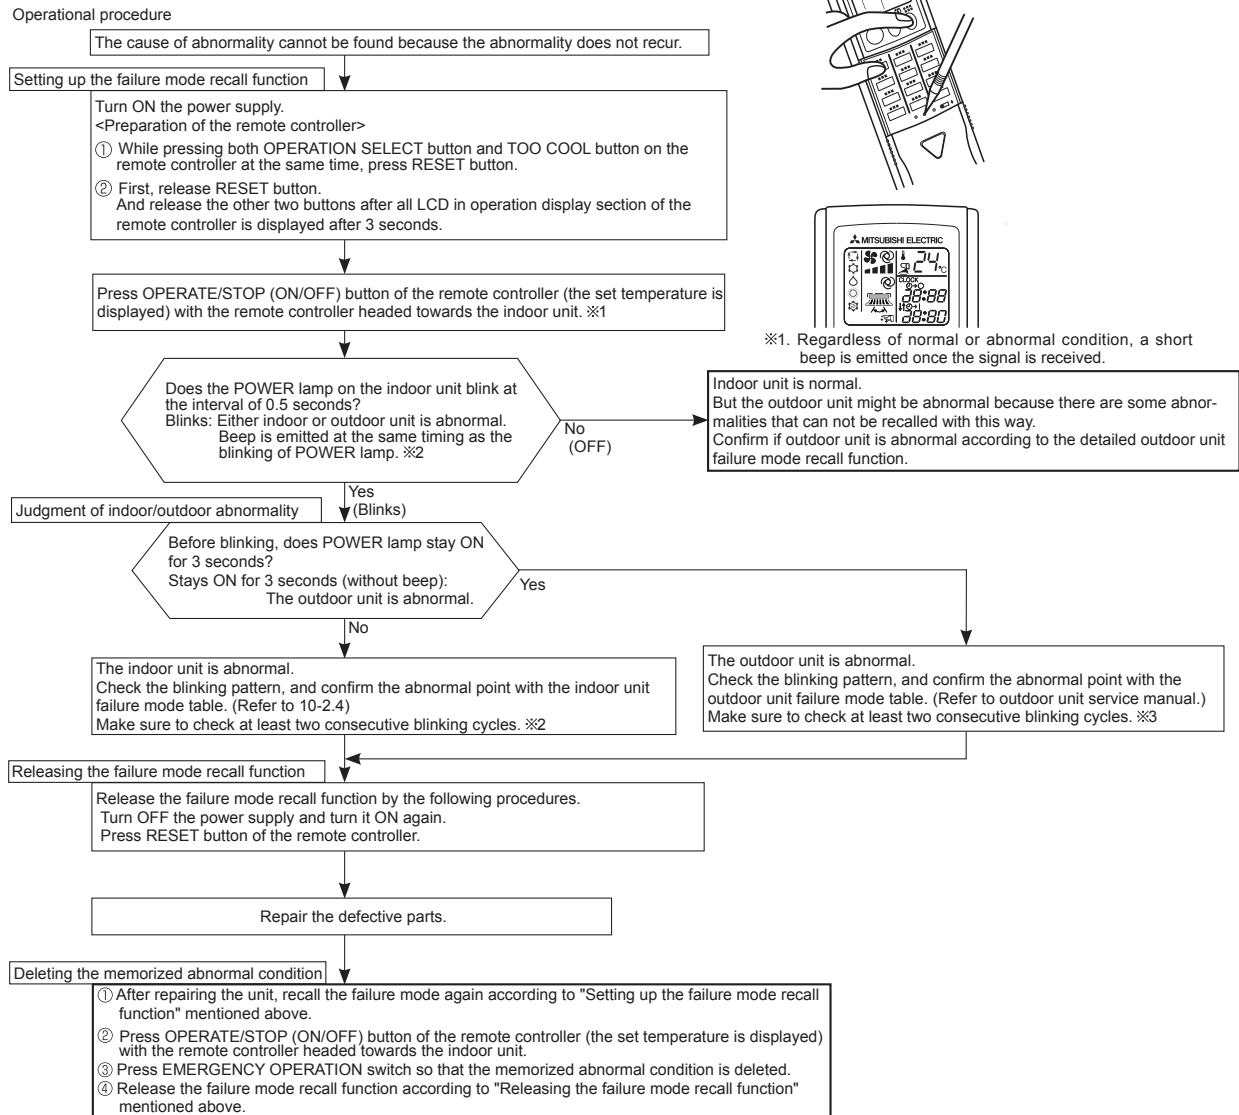 Operational procedure
The cause of abnormality cannot be found because the abnormality does not recur.
Setting up the failure mode recall function
Turn ON the power supply.
<Preparation of the remote controller>
① While pressing both OPERATION SELECT button and TOO COOL button on the
remote controller at the same time, press RESET button.
② First, release RESET button.
And release the other two buttons after all LCD in operation display section of the
remote controller is displayed after 3 seconds.
MITSUBISHI ELECTRIC
24°C
CLOCK
88:88
88:80
Press OPERATE/STOP (ON/OFF) button of the remote controller (the set temperature is
displayed) with the remote controller headed towards the indoor unit. ※1
※1. Regardless of normal or abnormal condition, a short
beep is emitted once the signal is received.
Does the POWER lamp on the indoor unit blink at
the interval of 0.5 seconds?
Blinks: Either indoor or outdoor unit is abnormal.
Beep is emitted at the same timing as the
blinking of POWER lamp. ※2
No
(OFF)
Indoor unit is normal.
But the outdoor unit might be abnormal because there are some abnor-
malities that can not be recalled with this way.
Confirm if outdoor unit is abnormal according to the detailed outdoor unit
failure mode recall function.
Yes
(Blinks)
Judgment of indoor/outdoor abnormality
Before blinking, does POWER lamp stay ON
for 3 seconds?
Stays ON for 3 seconds (without beep):
The outdoor unit is abnormal.
Yes
No
The indoor unit is abnormal.
Check the blinking pattern, and confirm the abnormal point with the indoor unit
failure mode table. (Refer to 10-2.4)
Make sure to check at least two consecutive blinking cycles. ※2
The outdoor unit is abnormal.
Check the blinking pattern, and confirm the abnormal point with the
outdoor unit failure mode table. (Refer to outdoor unit service manual.)
Make sure to check at least two consecutive blinking cycles. ※3
Releasing the failure mode recall function
Release the failure mode recall function by the following procedures.
Turn OFF the power supply and turn it ON again.
Press RESET button of the remote controller.
Repair the defective parts.
Deleting the memorized abnormal condition
① After repairing the unit, recall the failure mode again according to "Setting up the failure mode recall
function" mentioned above.
② Press OPERATE/STOP (ON/OFF) button of the remote controller (the set temperature is displayed)
with the remote controller headed towards the indoor unit.
③ Press EMERGENCY OPERATION switch so that the memorized abnormal condition is deleted.
④ Release the failure mode recall function according to "Releasing the failure mode recall function"
mentioned above.